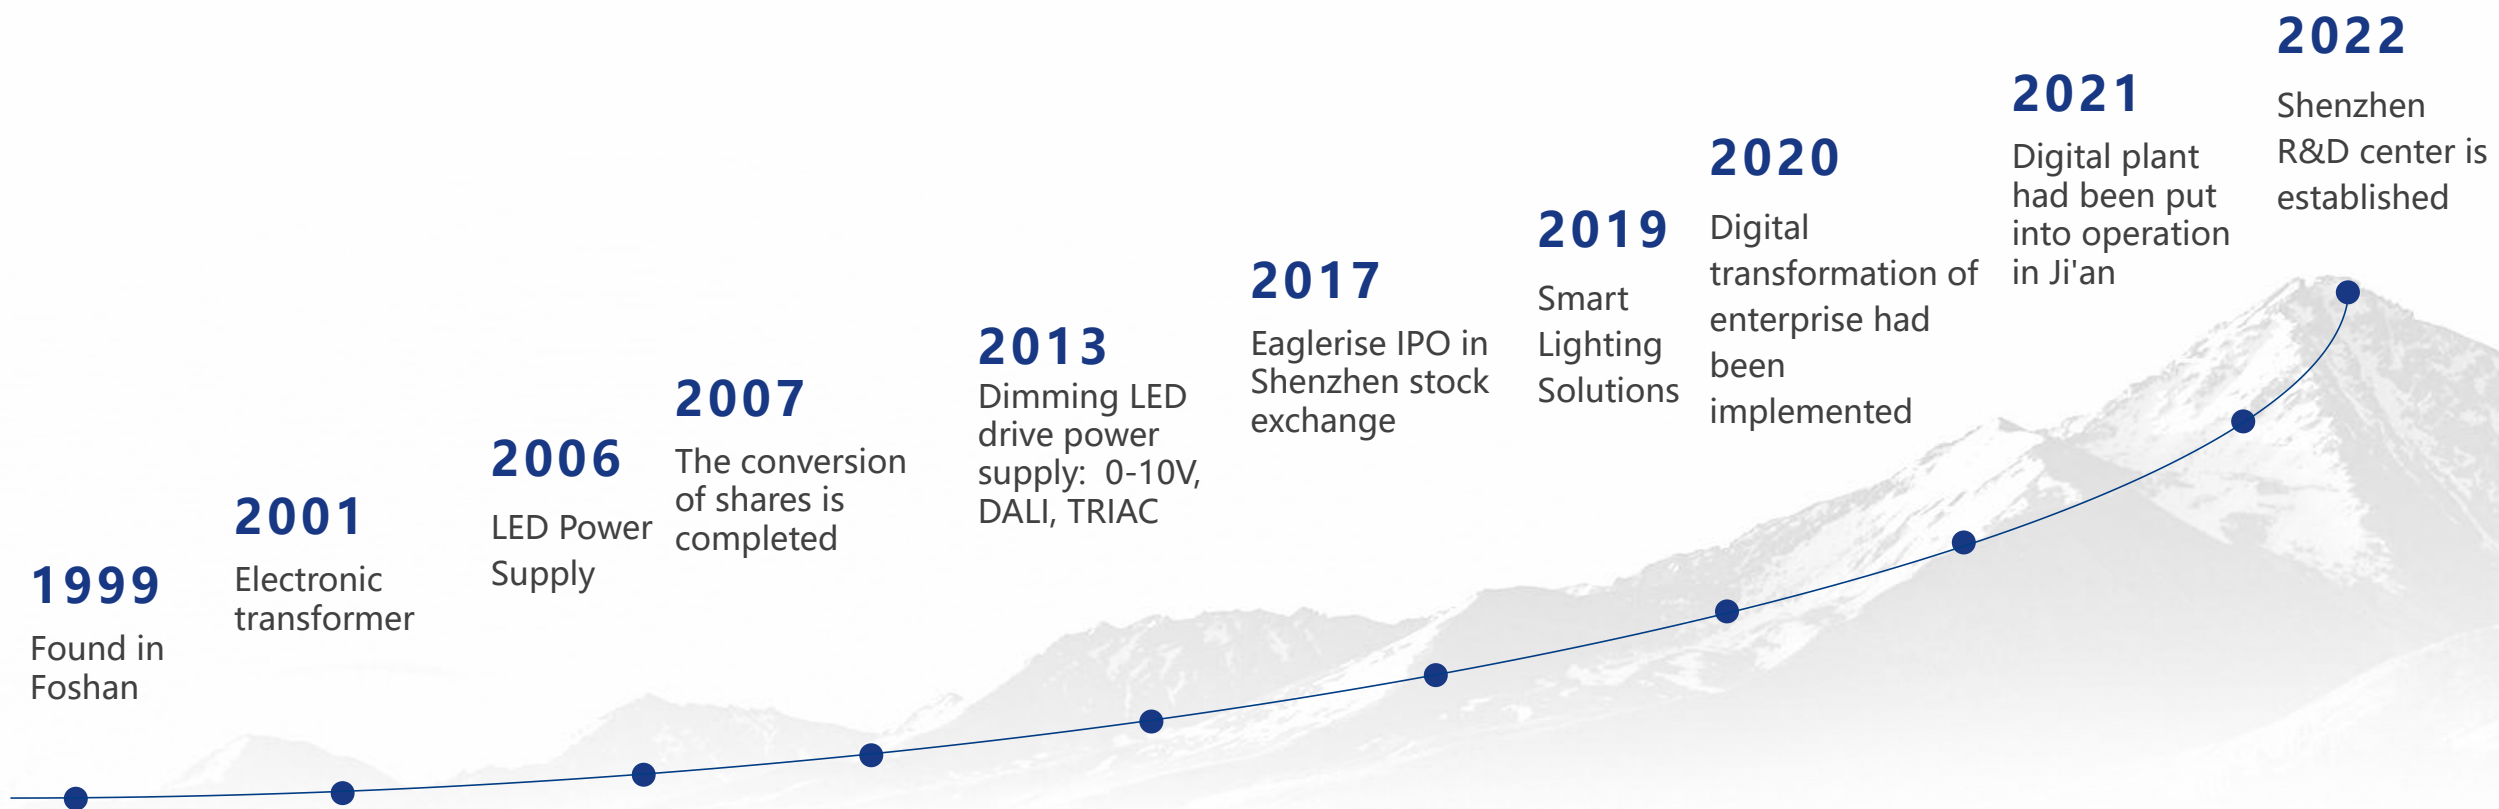 1999
Found in
Foshan
2001
Electronic
transformer
2006
LED Power
Supply
2007
The conversion
of shares is
completed
2013
Dimming LED
drive power
supply:  0-10V,
DALI, TRIAC
2017
Eaglerise IPO in
Shenzhen stock
exchange
2019
Smart
Lighting
Solutions
2020
Digital
transformation of
enterprise had
been
implemented
2021
Digital plant
had been put
into operation
in Ji'an
2022
Shenzhen
R&D center is
established